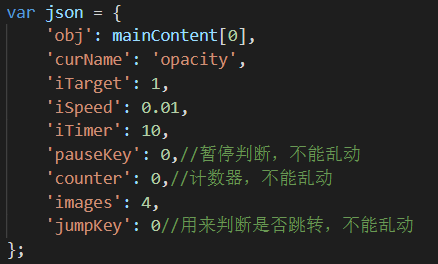 var json = {
    'obj': mainContent[0],
    'curName': 'opacity',
    'iTarget': 1,
    'iSpeed': 0.01,
    'iTimer': 10,
    'pauseKey': 0,//暂停判断，不能乱动
    'counter': 0,//计数器，不能乱动
    'images': 4,
    'jumpKey': 0//用来判断是否跳转，不能乱动
};